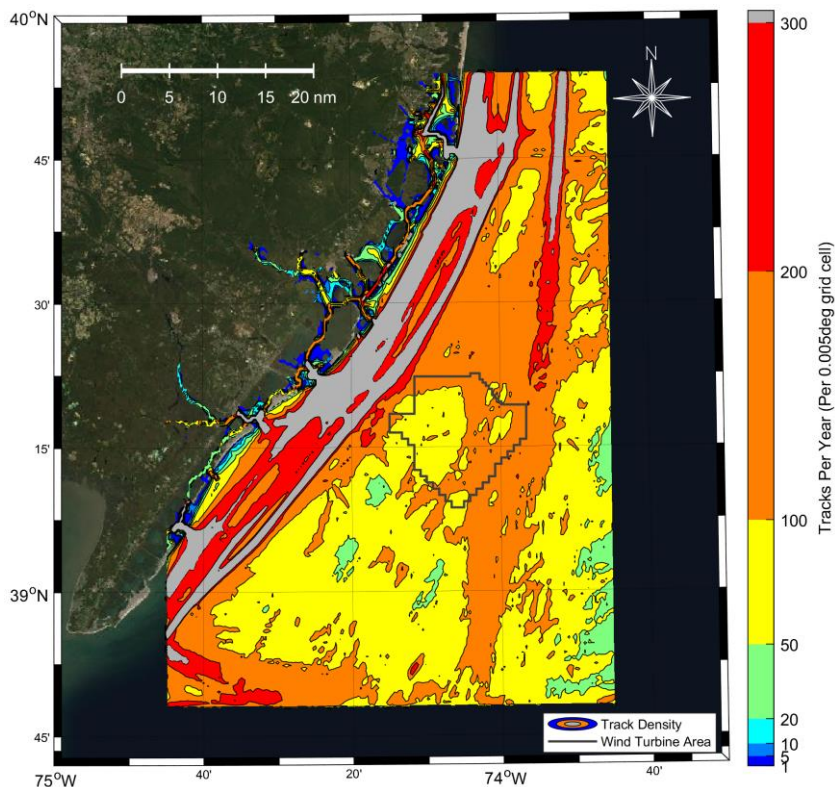 40°N
45'
30'
15'
39°N
45'
75°W
40'
20'
74°W
40'
0 5 10 15 20 nm
N
300
200
100
50
20
10
5
1
Tracks Per Year (Per 0.005deg grid cell)
Track Density
Wind Turbine Area